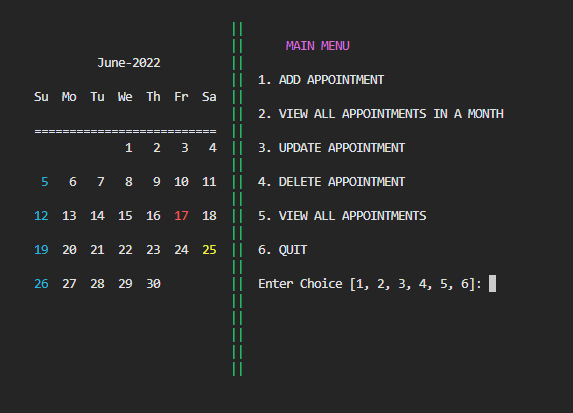 June-2022
Su Mo Tu We Th Fr Sa
==========================
1 2 3 4
5 6 7 8 9 10 11
12 13 14 15 16 17 18
19 20 21 22 23 24 25
26 27 28 29 30
MAIN MENU
1. ADD APPOINTMENT
2. VIEW ALL APPOINTMENTS IN A MONTH
3. UPDATE APPOINTMENT
4. DELETE APPOINTMENT
5. VIEW ALL APPOINTMENTS
6. QUIT
Enter Choice [1, 2, 3, 4, 5, 6]: